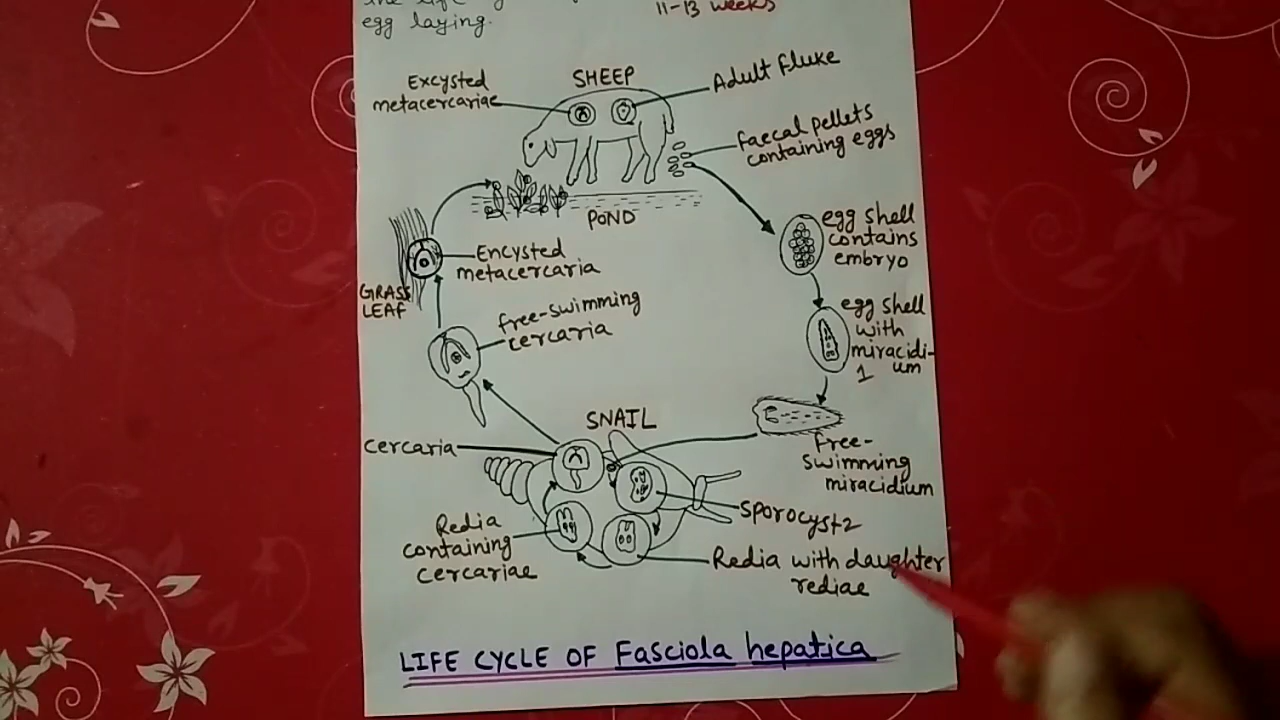 egg laying.
11-13 weeks
SHEEP
Adult fluke
Excysted
metacercariae
faecal pellets
containing eggs
POND
egg shell
contains
embryo
Encysted
metacercaria
GRASS
LEAF
free-swimming
cercaria
egg shell
with
miracidi-
um
1
SNAIL
cercaria
free-
swimming
miracidium
Sporocyst2
Redia
containing
cercariae
Redia with daughter
rediae
LIFE CYCLE OF Fasciola hepatica